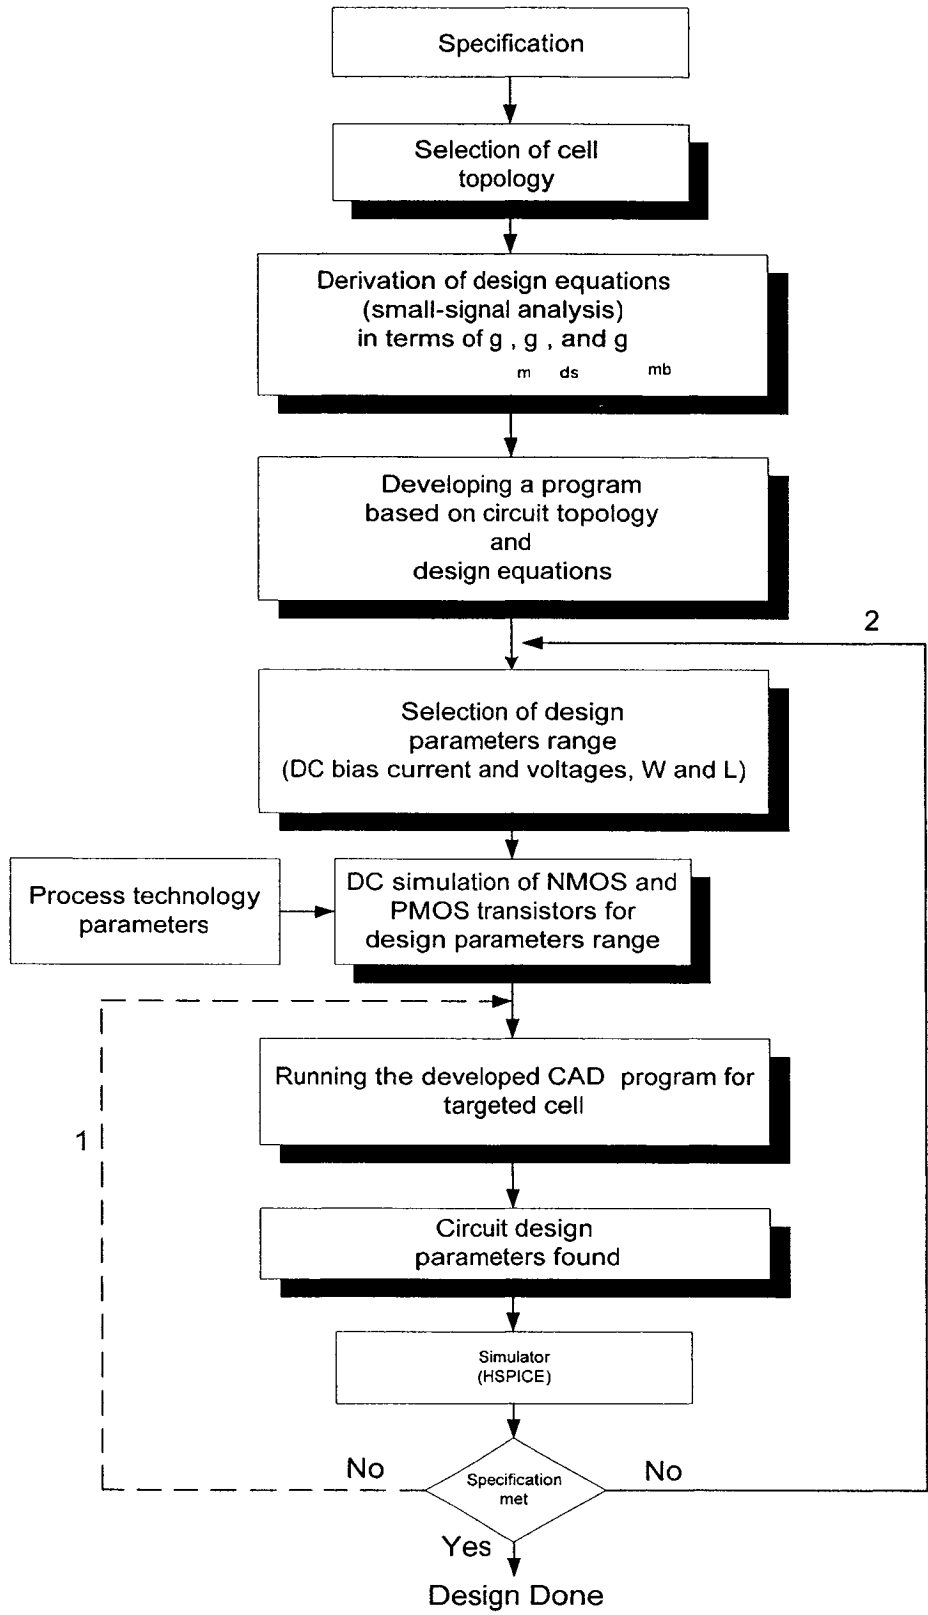 Specification
Selection of cell
topology
Derivation of design equations
(small-signal analysis)
in terms of g , g , and g
m ds mb
Developing a program
based on circuit topology
and
design equations
2
Selection of design
parameters range
(DC bias current and voltages, W and L)
Process technology
parameters
DC simulation of NMOS and
PMOS transistors for
design parameters range
Running the developed CAD program for
targeted cell
1
Circuit design
parameters found
Simulator
(HSPICE)
Specification
met
No
No
Yes
Design Done